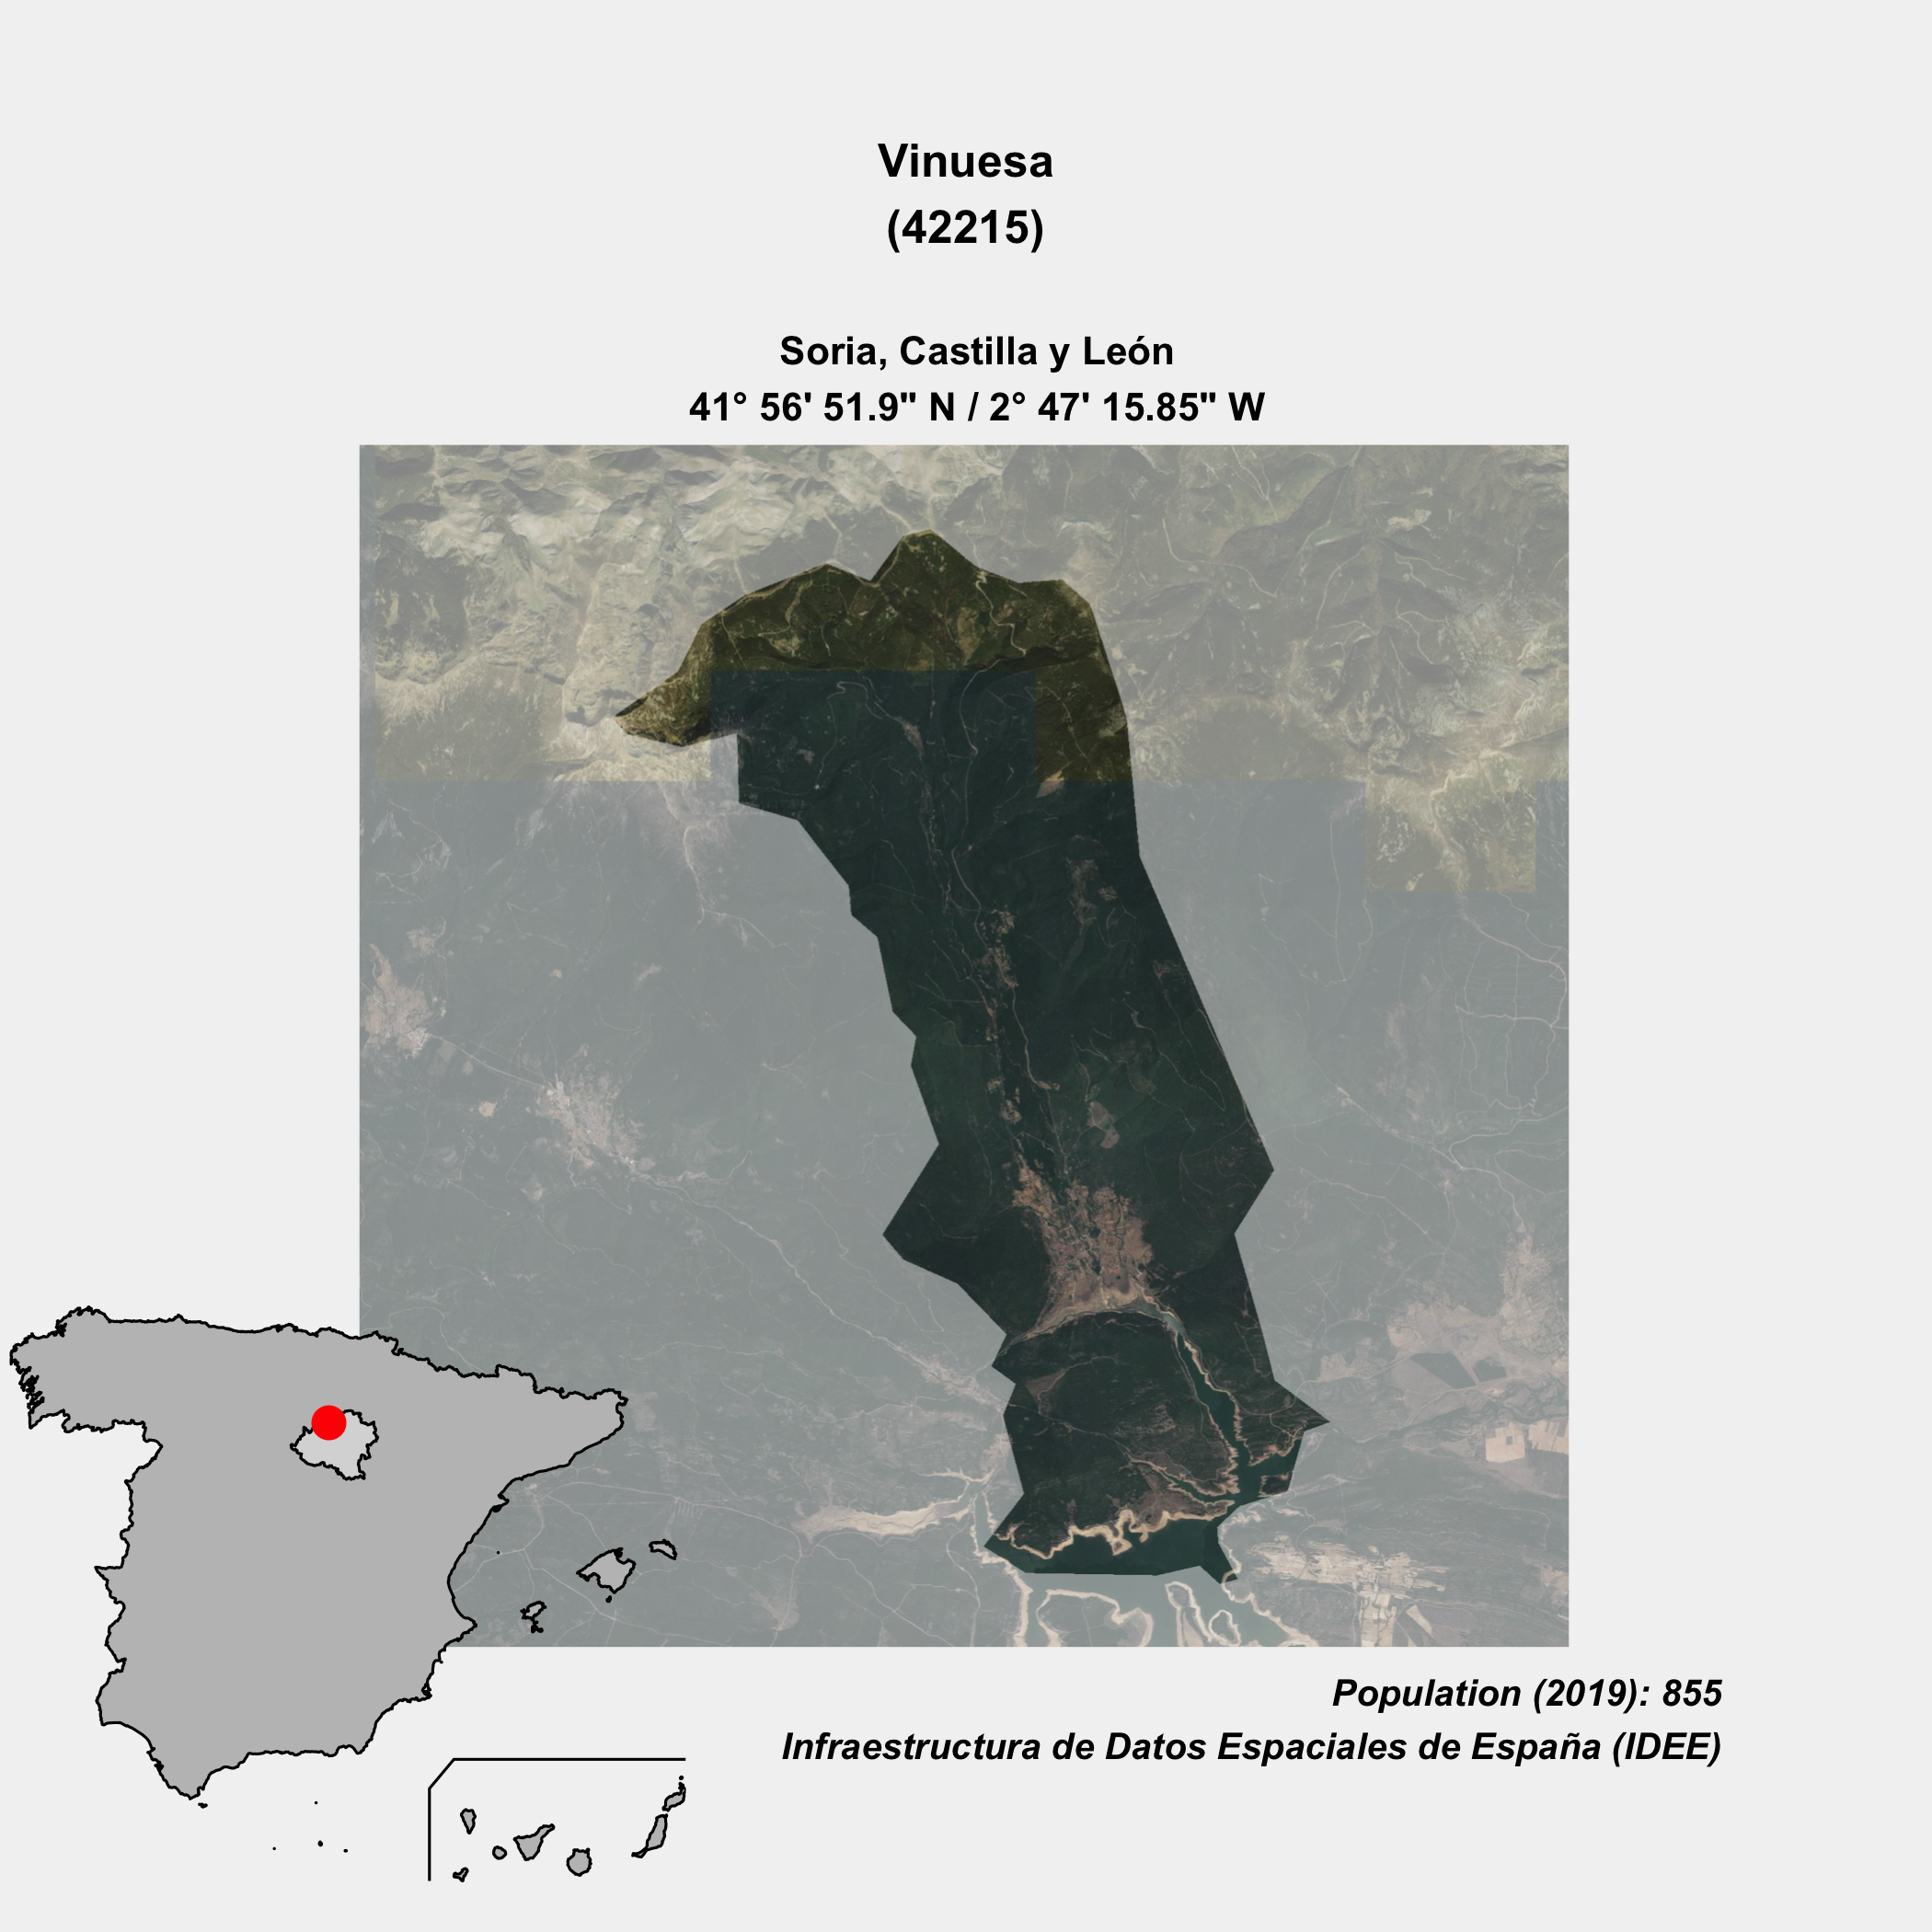 Vinuesa
(42215)
Soria, Castilla y León
41° 56' 51.9" N / 2° 47' 15.85" W
Population (2019): 855
Infraestructura de Datos Espaciales de España (IDEE)